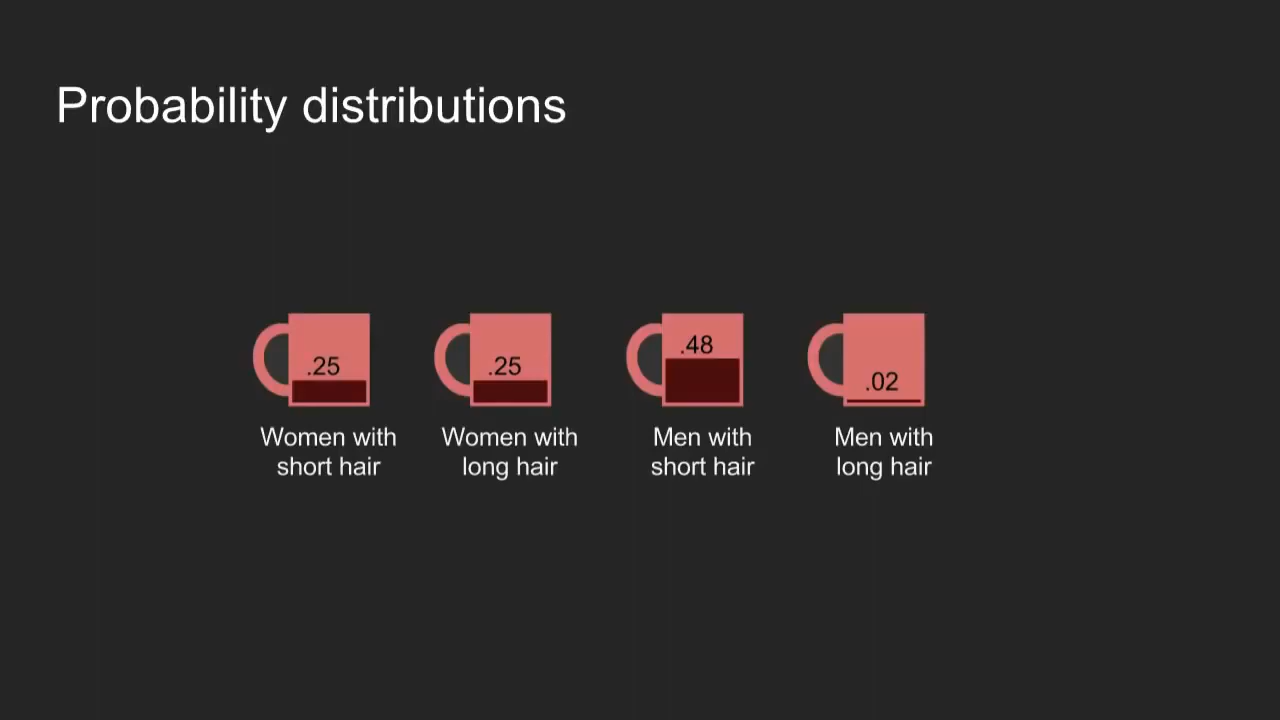 Probability distributions
.25
.25
.48
.02
Women with
short hair
Women with
long hair
Men with
short hair
Men with
long hair